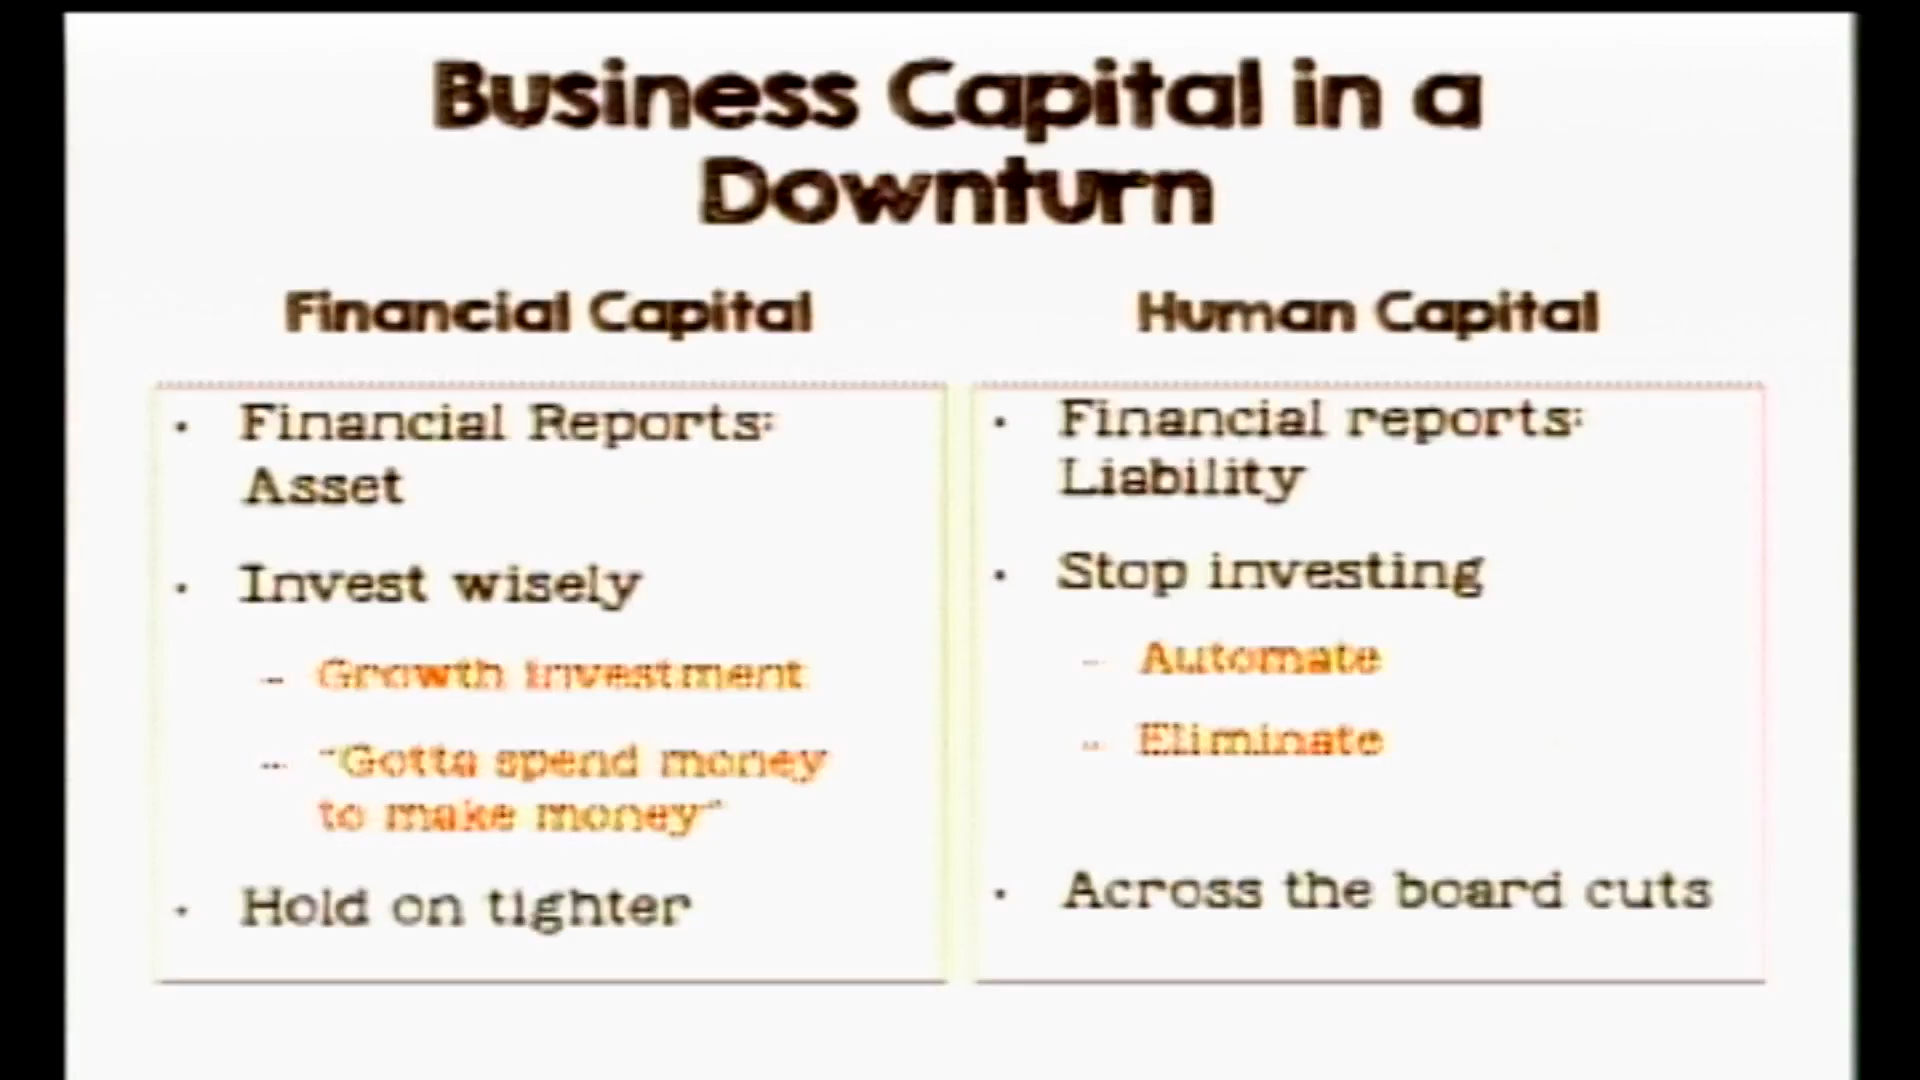 Business Capital in a
Downturn
Financial Capital
Human Capital
• Financial Reports:
Asset
• Invest wisely
– Growth investment
– "Gotta spend money
to make money"
• Hold on tighter
• Financial reports:
Liability
• Stop investing
– Automate
– Eliminate
• Across the board cuts